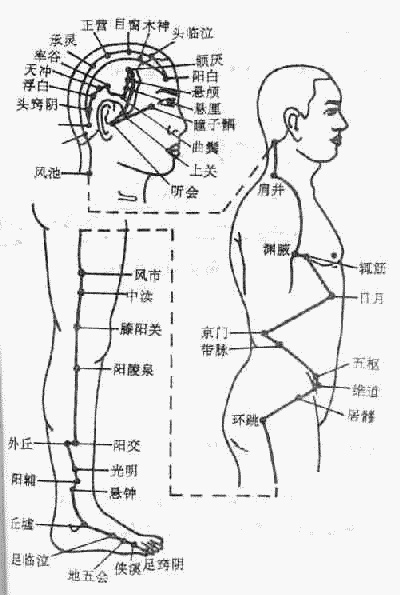 正营
目窗
本神
承灵
头临泣
率谷
颔厌
天冲
阳白
浮白
悬颅
头窍阴
悬厘
瞳子髎
曲鬓
上关
风池
听会
肩井
渊腋
辄筋
日月
京门
带脉
五枢
维道
居髎
环跳
风市
中渎
膝阳关
阳陵泉
外丘
阳交
光明
阳辅
悬钟
丘墟
足临泣
地五会
侠溪
足窍阴